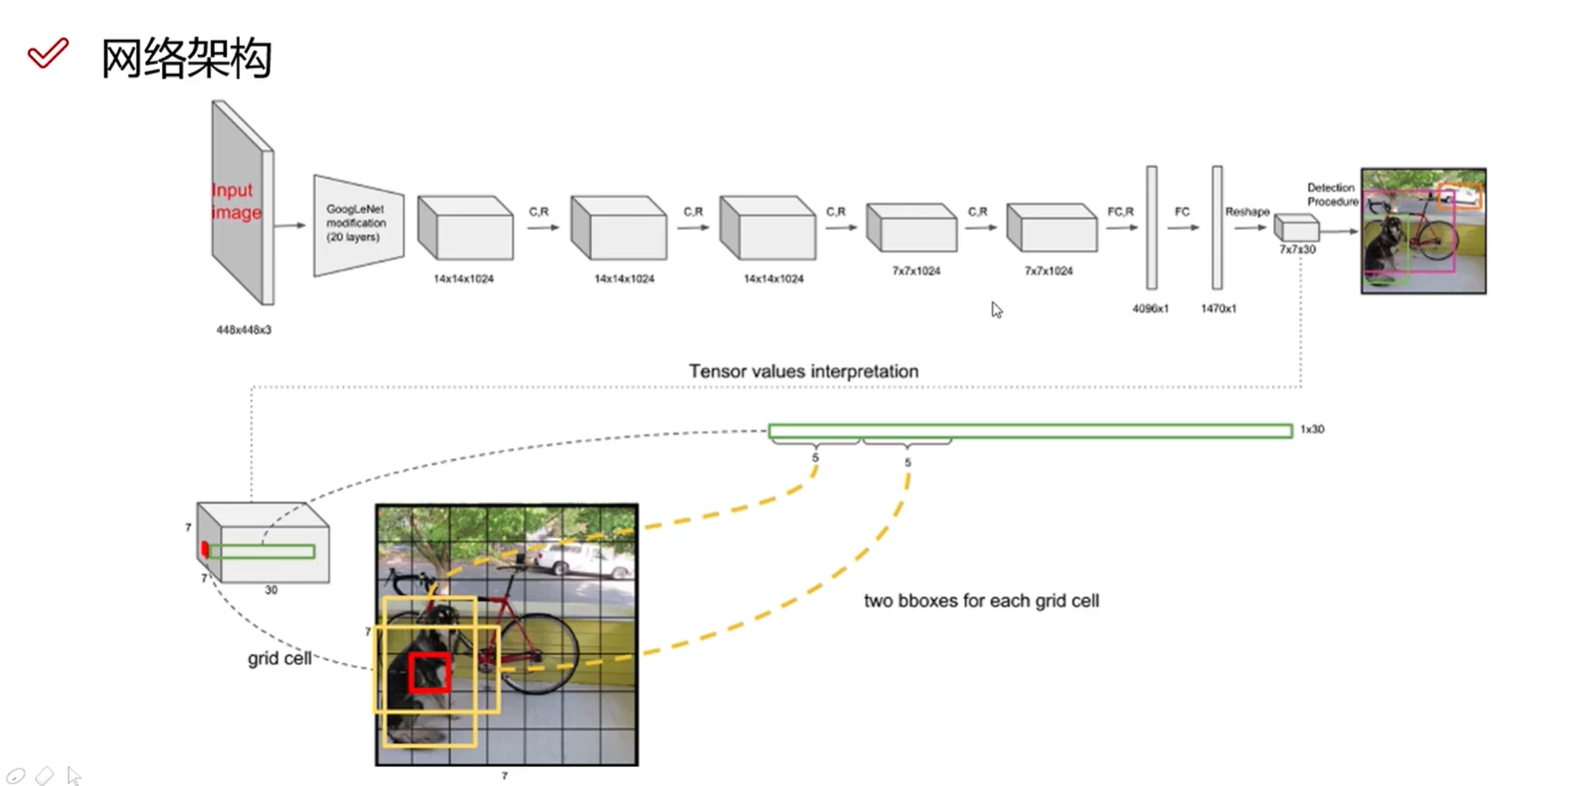 网络架构
Input
image
448x448x3
GoogLeNet
modification
(20 layers)
14x14x1024
C,R
14x14x1024
C,R
14x14x1024
C,R
7x7x1024
C,R
7x7x1024
FC,R
4096x1
FC
1470x1
Reshape
7x7x30
Detection
Procedure
Tensor values interpretation
1x30
5
5
7
7
30
grid cell
7
7
two bboxes for each grid cell